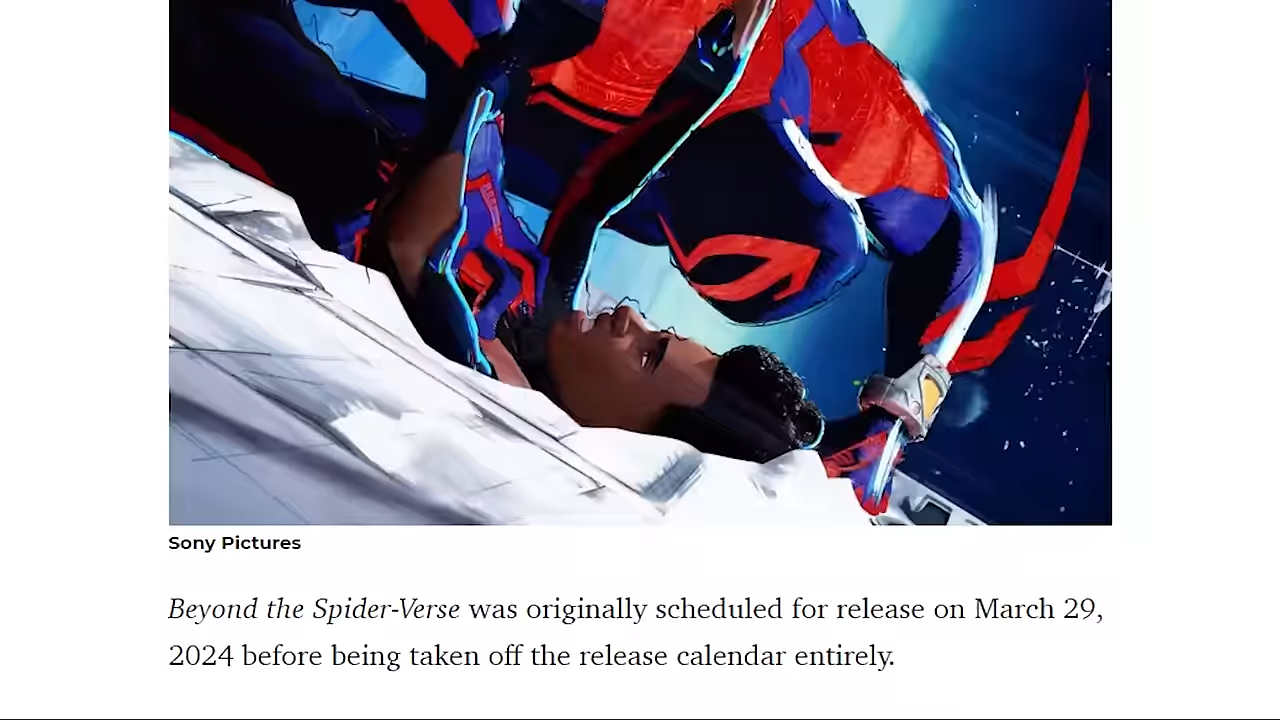 Sony Pictures
Beyond the Spider-Verse was originally scheduled for release on March 29,
2024 before being taken off the release calendar entirely.